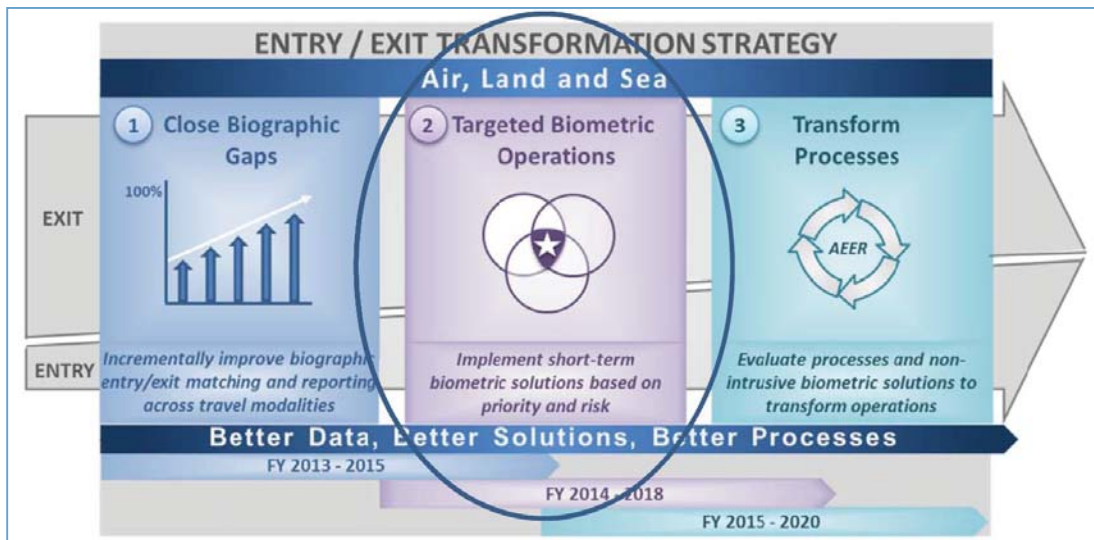 ENTRY / EXIT TRANSFORMATION STRATEGY
Air, Land and Sea
1 Close Biographic
Gaps
100%
Incrementally improve biographic
entry/exit matching and reporting
across travel modalities
2 Targeted Biometric
Operations
Implement short-term
biometric solutions based on
priority and risk
3 Transform
Processes
AEER
Evaluate processes and non-
intrusive biometric solutions to
transform operations
EXIT
ENTRY
Better Data, Better Solutions, Better Processes
FY 2013 - 2015
FY 2014 - 2018
FY 2015 - 2020